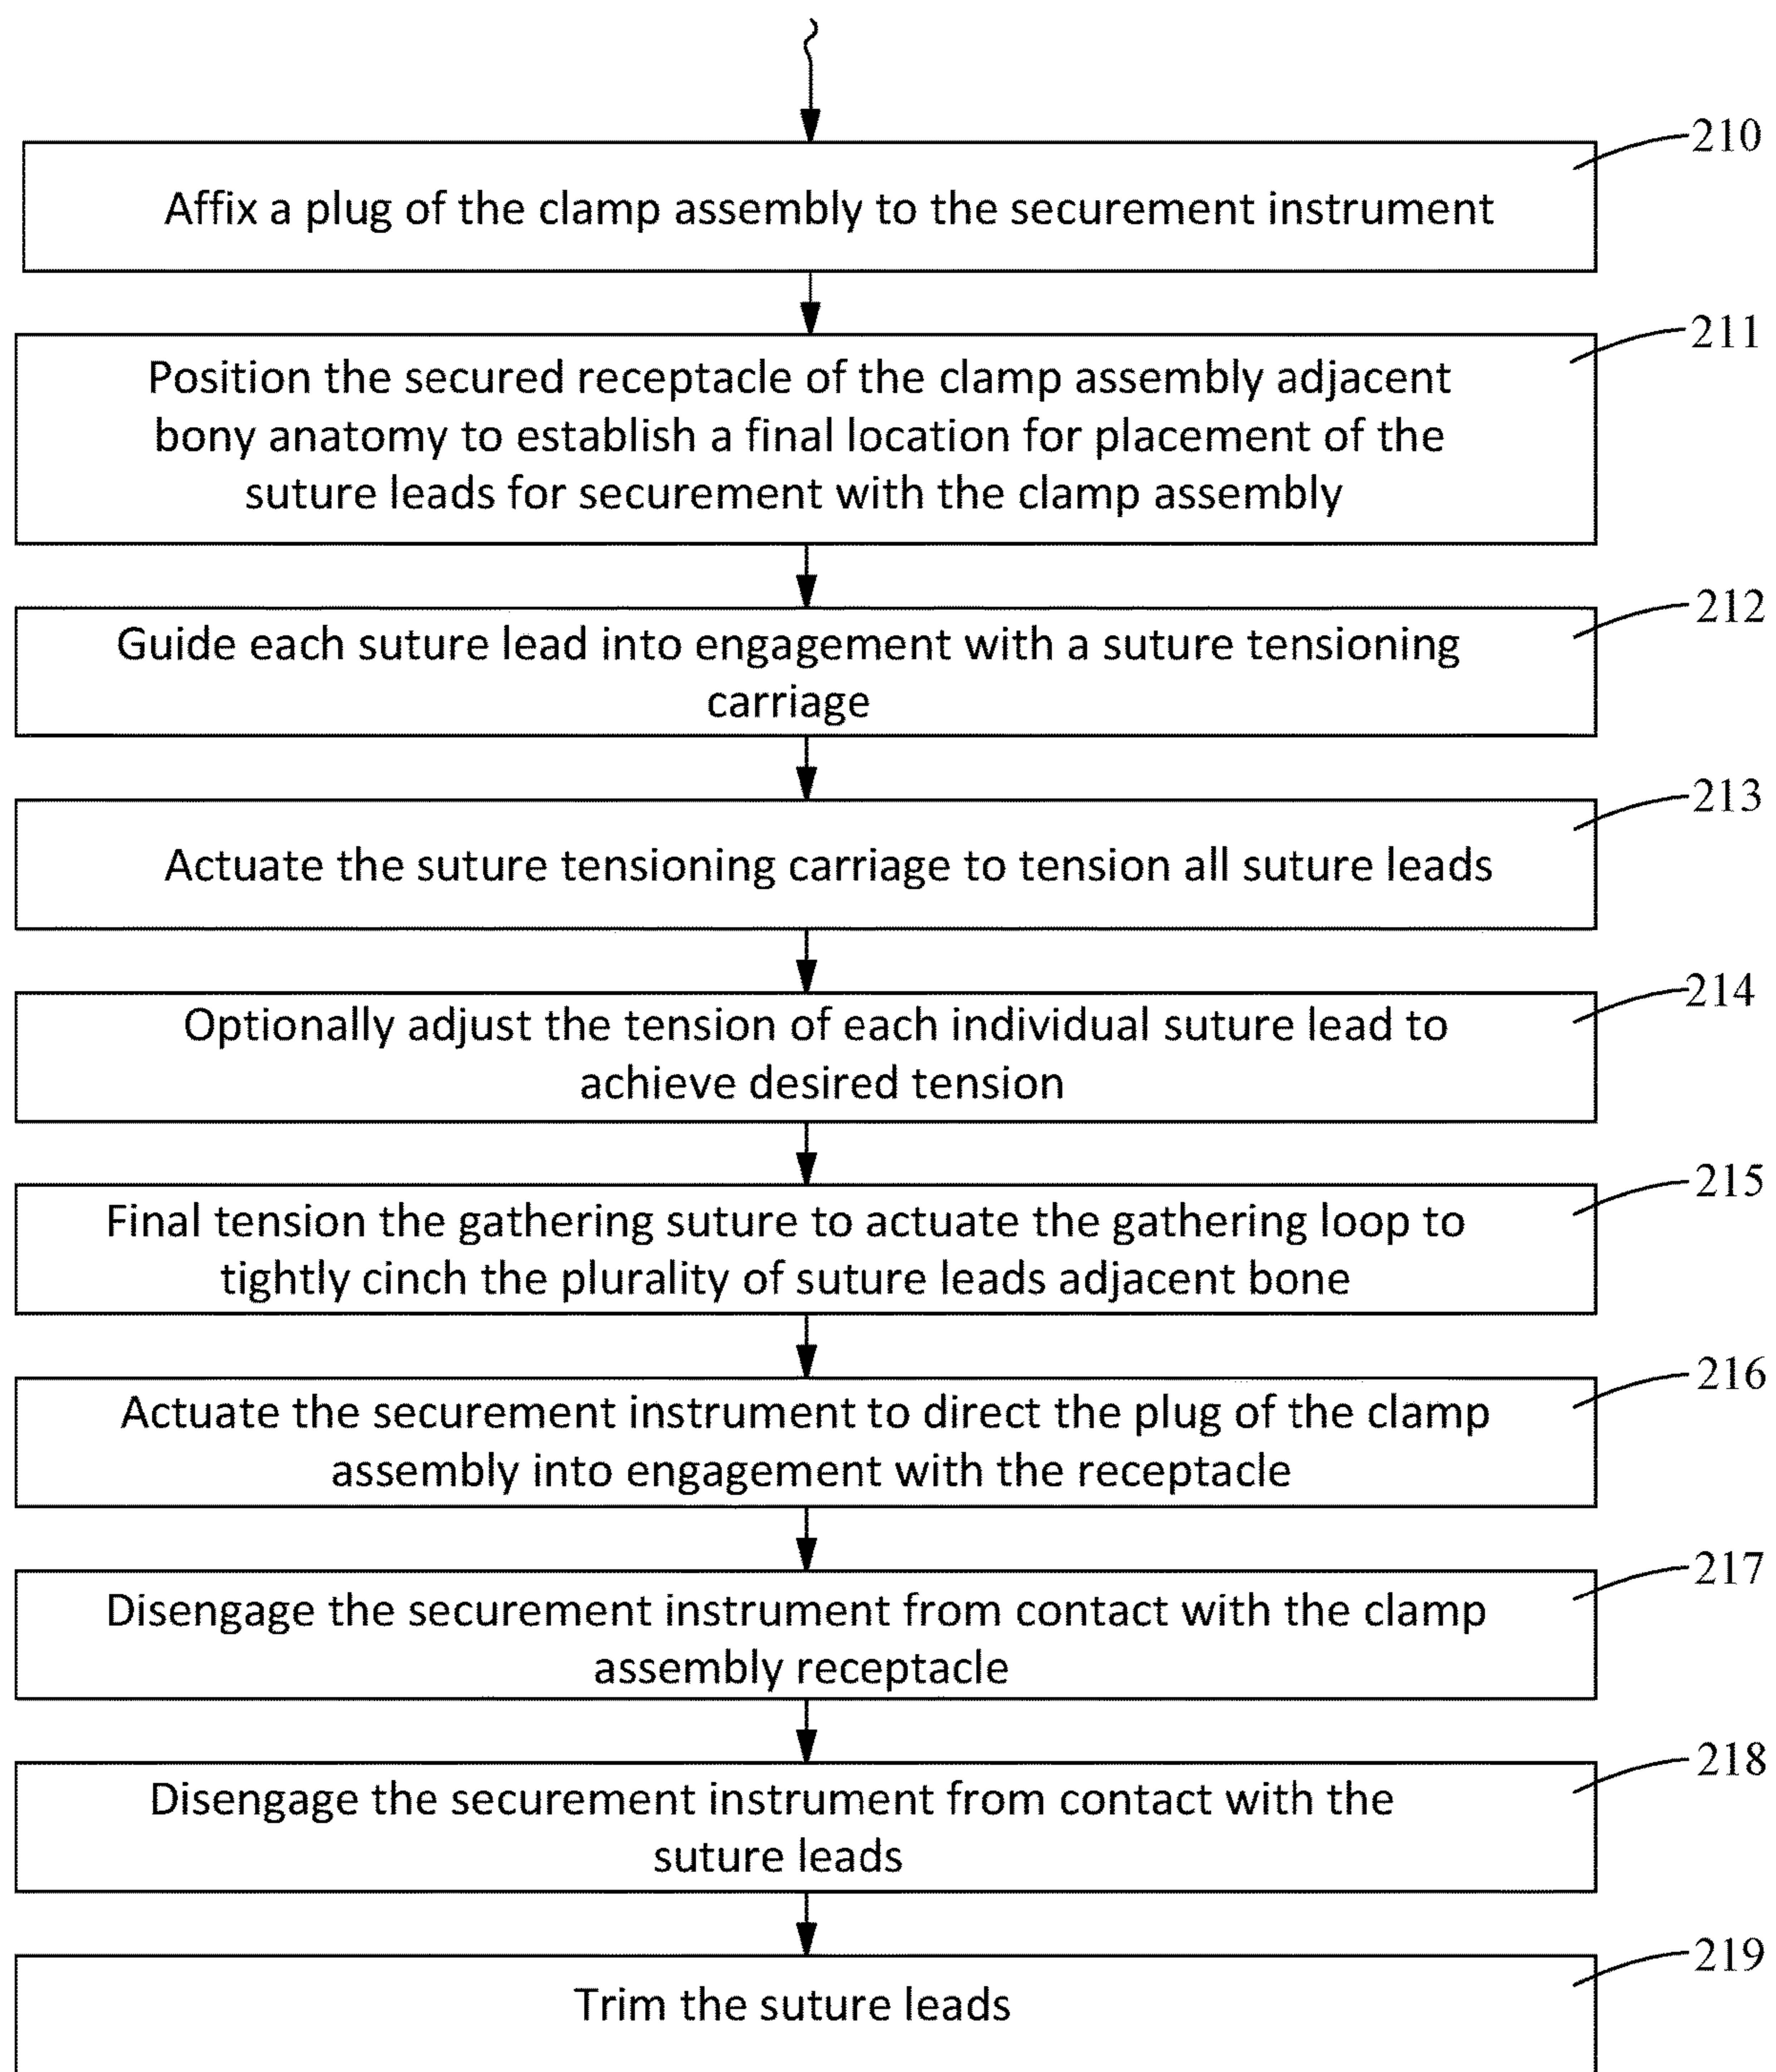 210
Affix a plug of the clamp assembly to the securement instrument
211
Position the secured receptacle of the clamp assembly adjacent
bony anatomy to establish a final location for placement of the
suture leads for securement with the clamp assembly
212
Guide each suture lead into engagement with a suture tensioning
carriage
213
Actuate the suture tensioning carriage to tension all suture leads
214
Optionally adjust the tension of each individual suture lead to
achieve desired tension
215
Final tension the gathering suture to actuate the gathering loop to
tightly cinch the plurality of suture leads adjacent bone
216
Actuate the securement instrument to direct the plug of the clamp
assembly into engagement with the receptacle
217
Disengage the securement instrument from contact with the clamp
assembly receptacle
218
Disengage the securement instrument from contact with the
suture leads
219
Trim the suture leads